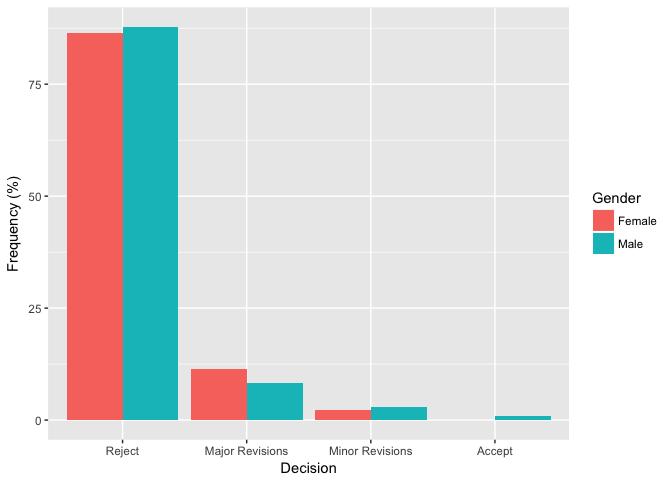 75
50
25
0
Frequency (%)
Reject
Major Revisions
Minor Revisions
Accept
Decision
Gender
Female
Male